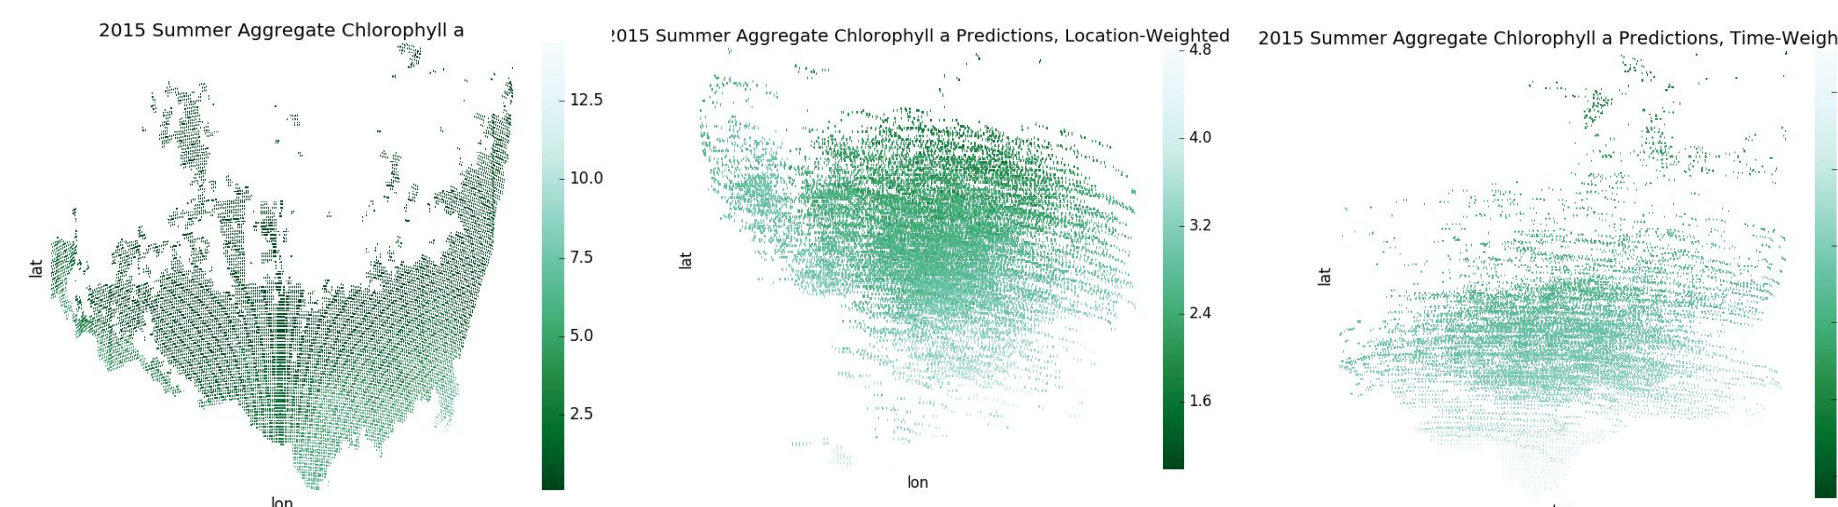 2015 Summer Aggregate Chlorophyll a
12.5
10.0
7.5
5.0
2.5
lat
lon
2015 Summer Aggregate Chlorophyll a Predictions, Location-Weighted
4.8
4.0
3.2
2.4
1.6
lat
lon
2015 Summer Aggregate Chlorophyll a Predictions, Time-Weigh
lat